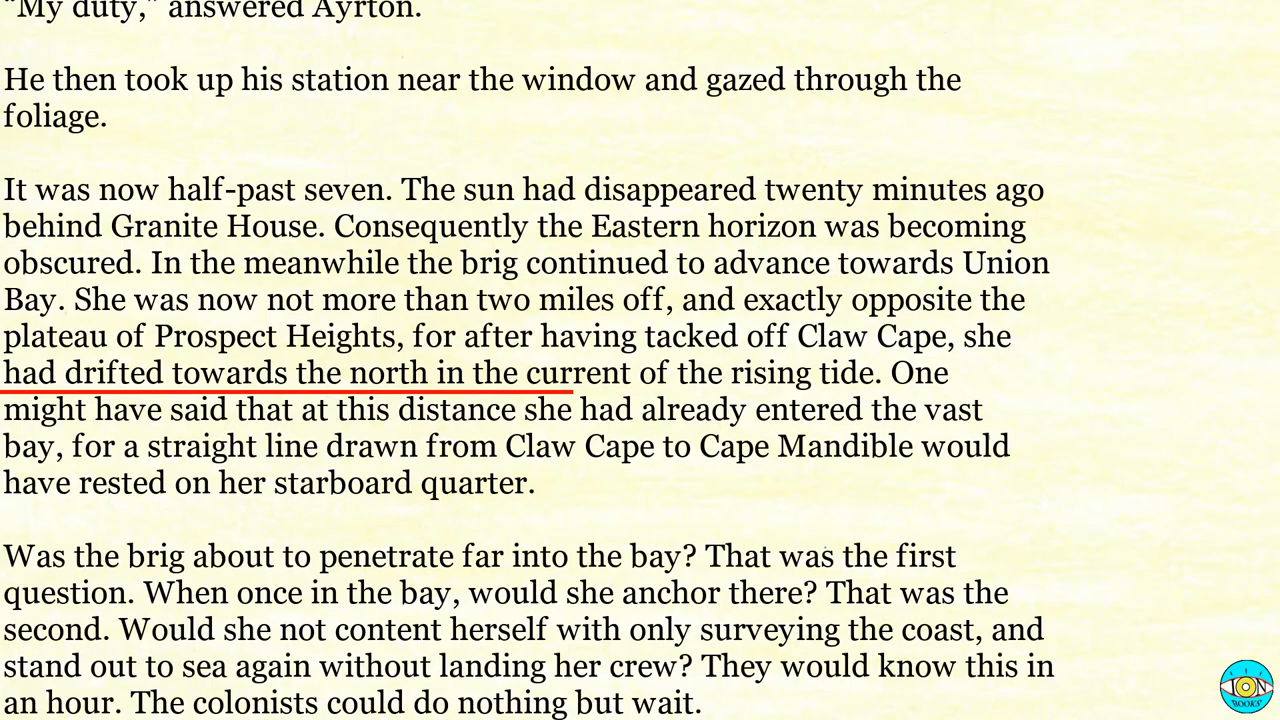 “My duty,” answered Ayrton.
He then took up his station near the window and gazed through the
foliage.
It was now half-past seven. The sun had disappeared twenty minutes ago
behind Granite House. Consequently the Eastern horizon was becoming
obscured. In the meanwhile the brig continued to advance towards Union
Bay. She was now not more than two miles off, and exactly opposite the
plateau of Prospect Heights, for after having tacked off Claw Cape, she
had drifted towards the north in the current of the rising tide. One
might have said that at this distance she had already entered the vast
bay, for a straight line drawn from Claw Cape to Cape Mandible would
have rested on her starboard quarter.
Was the brig about to penetrate far into the bay? That was the first
question. When once in the bay, would she anchor there? That was the
second. Would she not content herself with only surveying the coast, and
stand out to sea again without landing her crew? They would know this in
an hour. The colonists could do nothing but wait.
ION
BOOKS